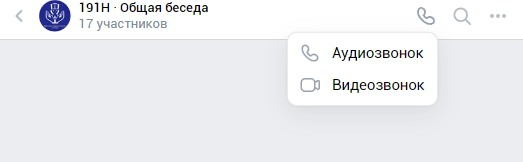 191Н · Общая беседа
17 участников
Аудиозвонок
Видеозвонок